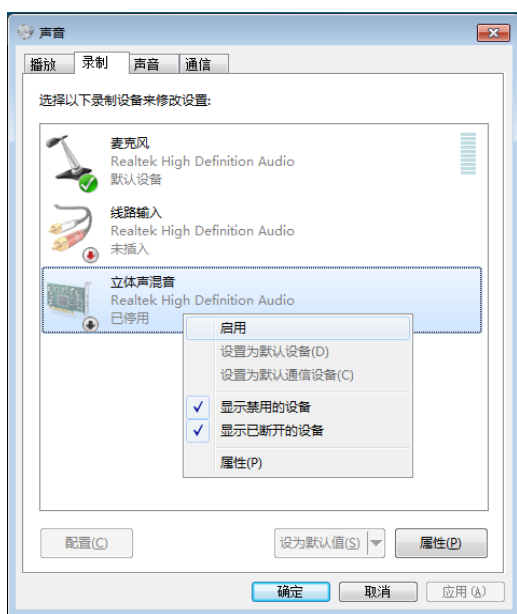 声音
播放 录制 声音 通信
选择以下录制设备来修改设置:
麦克风
Realtek High Definition Audio
默认设备
线路输入
Realtek High Definition Audio
未插入
立体声混音
Realtek High Definition Audio
已停用
启用
设置为默认设备(D)
设置为默认通信设备(C)
显示禁用的设备
显示已断开的设备
属性(P)
配置(C) 设为默认值(S) 属性(P)
确定 取消 应用(A)